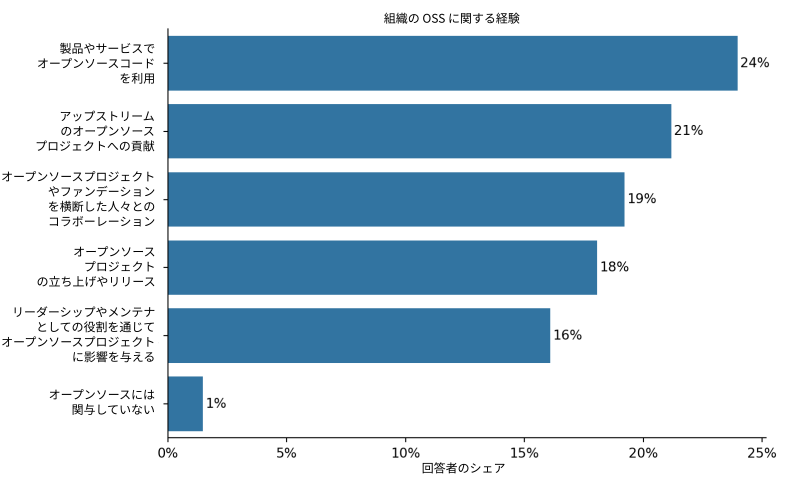 組織の OSS に関する経験
製品やサービスで
オープンソースコード
を利用
24%
アップストリーム
のオープンソース
プロジェクトへの貢献
21%
オープンソースプロジェクト
やファンデーション
を横断した人々との
コラボーレーション
19%
オープンソース
プロジェクト
の立ち上げやリリース
18%
リーダーシップやメンテナ
としての役割を通じて
オープンソースプロジェクト
に影響を与える
16%
オープンソースには
関与していない
1%
0% 5% 10% 15% 20% 25%
回答者のシェア